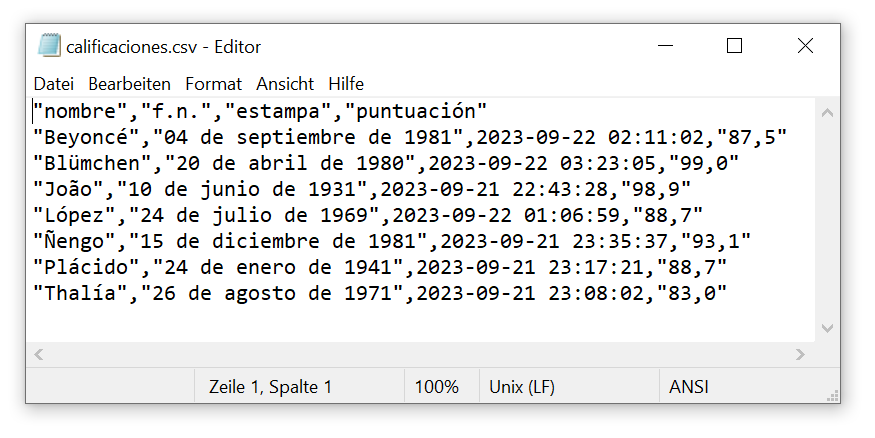 calificaciones.csv - Editor
Datei Bearbeiten Format Ansicht Hilfe
"nombre","f.n.","estampa","puntuación"
"Beyoncé","04 de septiembre de 1981",2023-09-22 02:11:02,"87,5"
"Blümchen","20 de abril de 1980",2023-09-22 03:23:05,"99,0"
"João","10 de junio de 1931",2023-09-21 22:43:28,"98,9"
"López","24 de julio de 1969",2023-09-22 01:06:59,"88,7"
"Ñengo","15 de diciembre de 1981",2023-09-21 23:35:37,"93,1"
"Plácido","24 de enero de 1941",2023-09-21 23:17:21,"88,7"
"Thalía","26 de agosto de 1971",2023-09-21 23:08:02,"83,0"
Zeile 1, Spalte 1 100% Unix (LF) ANSI